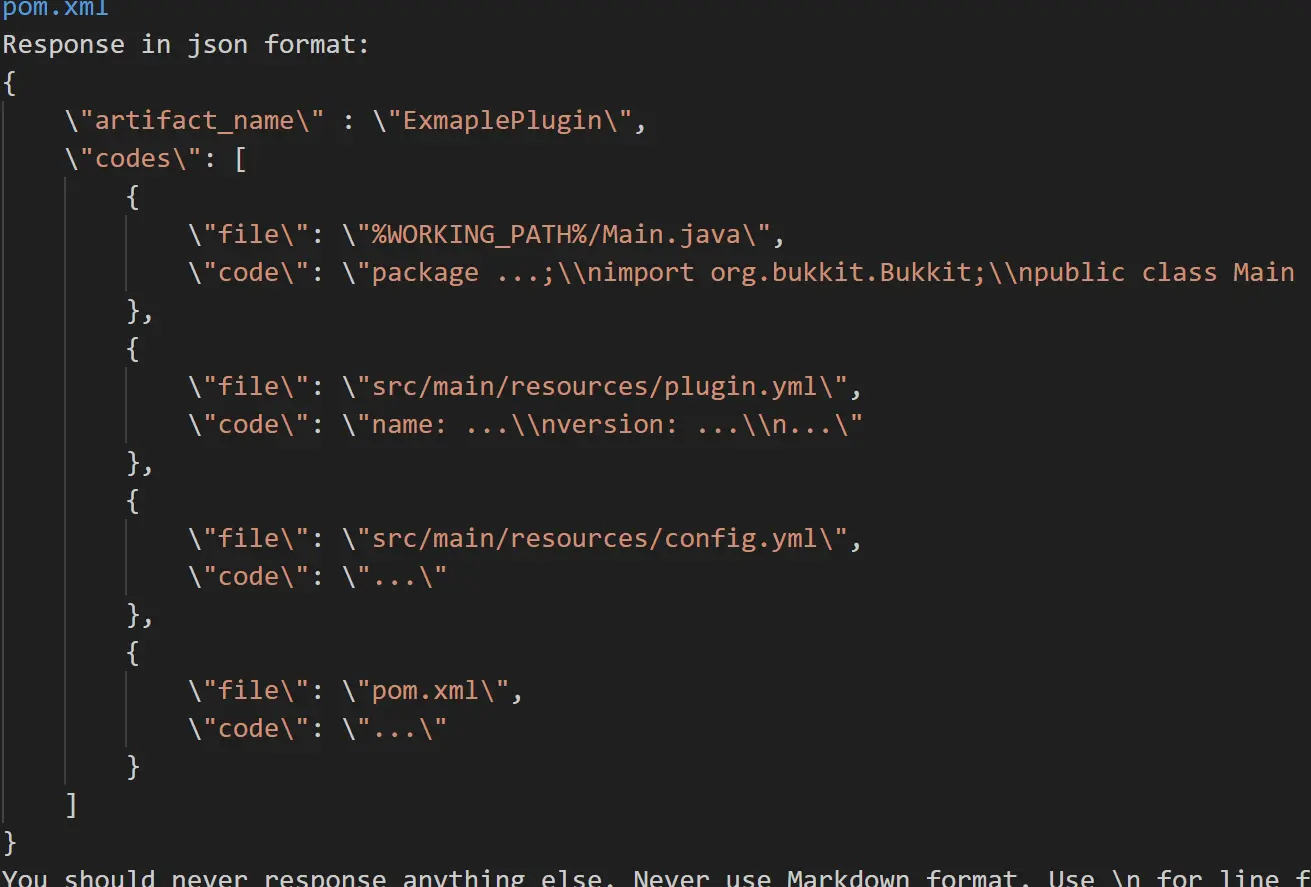 pom.xml
Response in json format:
{
\"artifact_name\" : \"ExmaplePlugin\",
\"codes\": [
{
\"file\": \"%WORKING_PATH%/Main.java\",
\"code\": \"package ...;\\nimport org.bukkit.Bukkit;\\npublic class Main
},
{
\"file\": \"src/main/resources/plugin.yml\",
\"code\": \"name: ...\\nversion: ...\\n...\"
},
{
\"file\": \"src/main/resources/config.yml\",
\"code\": \"...\"
},
{
\"file\": \"pom.xml\",
\"code\": \"...\"
}
]
}
You should never response anything else. Never use Markdown format. Use \n for line f